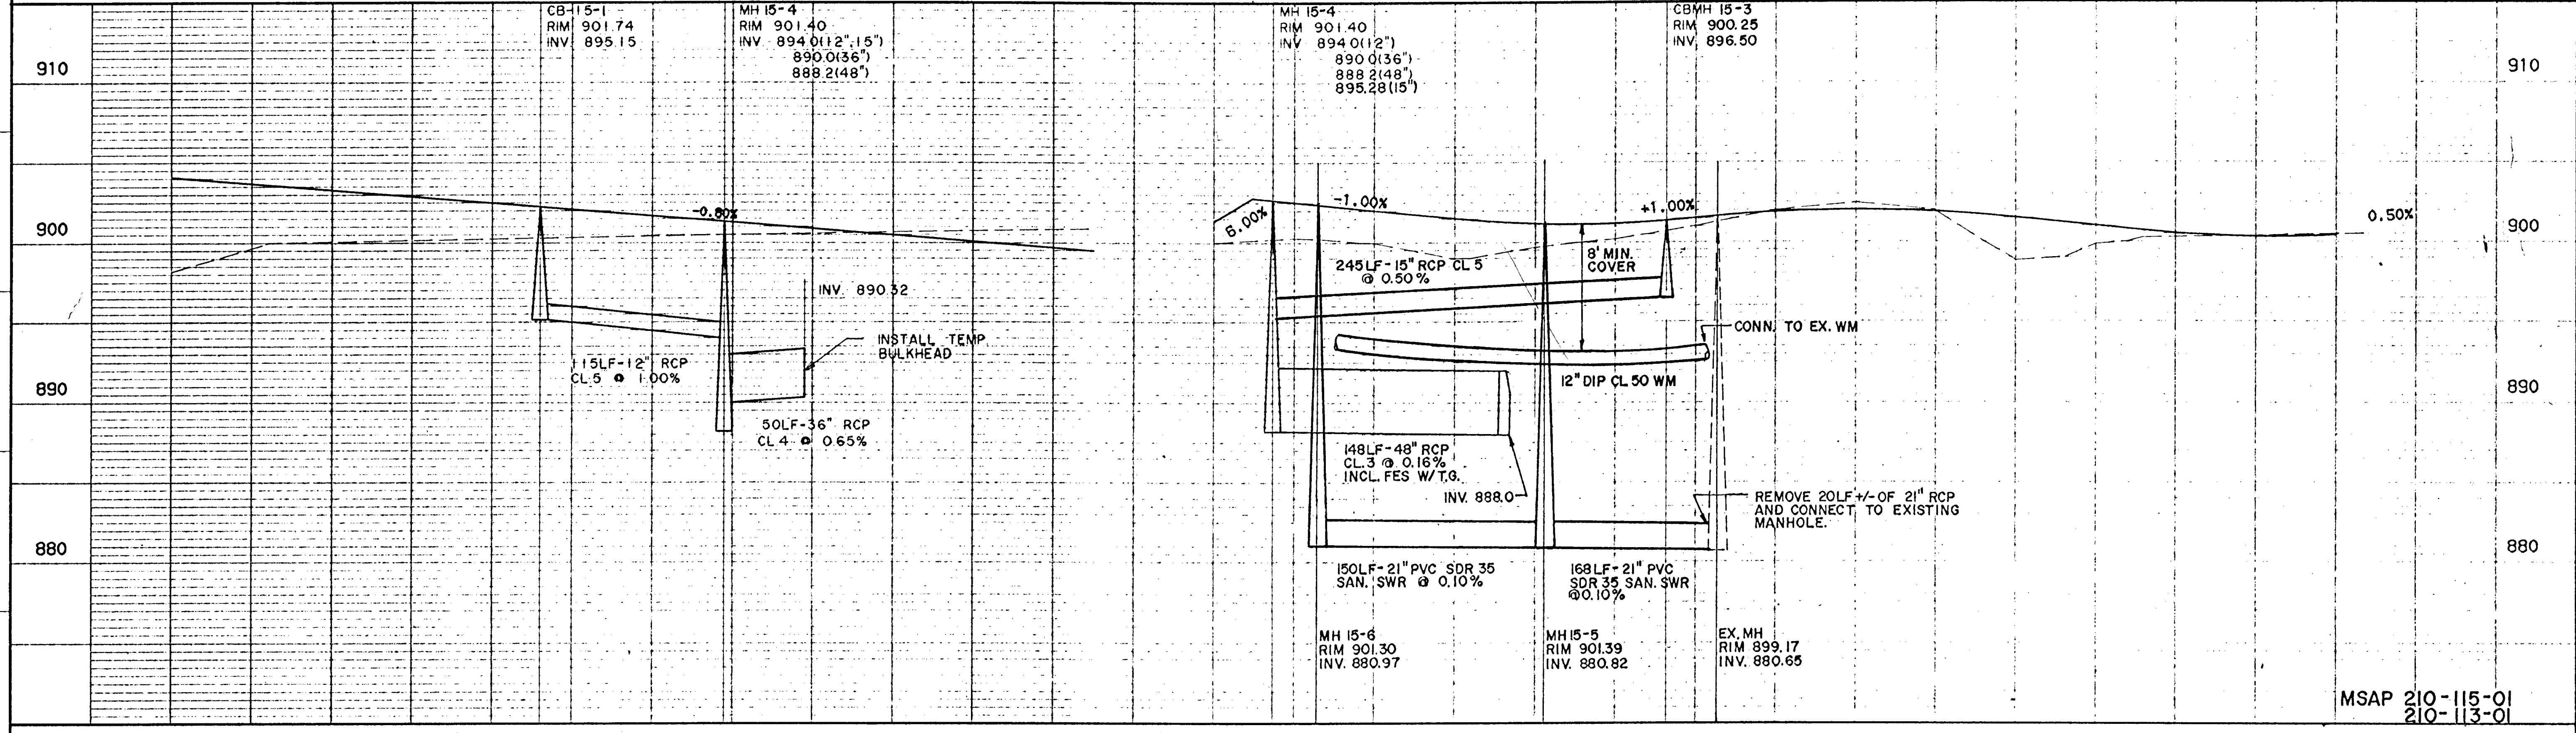 CB-15-1
RIM 901.74
INV. 895.15
MH 15-4
RIM 901.40
INV. 894.0(12",15")
890.0(36")
888.2(48")
MH 15-4
RIM 901.40
INV 894.0(12")
890.0(36")
888.2(48")
895.28(15")
CBMH 15-3
RIM 900.25
INV. 896.50
910
910
-0.80%
6.00%
-1.00%
+1.00%
0.50%
900
900
8' MIN.
COVER
245LF-15" RCP CL 5
@ 0.50%
INV. 890.32
INSTALL TEMP
BULKHEAD
CONN. TO EX. WM
115LF-12" RCP
CL.5 @ 1.00%
12" DIP CL 50 WM
890
890
50LF-36" RCP
CL 4 @ 0.65%
148LF-48" RCP
CL.3 @ 0.16%
INCL. FES W/T.G.
INV. 888.0
REMOVE 20LF +/- OF 21" RCP
AND CONNECT TO EXISTING
MANHOLE.
880
880
150LF-21" PVC SDR 35
SAN. SWR @ 0.10%
168LF-21" PVC
SDR 35 SAN. SWR
@0.10%
MH 15-6
RIM 901.30
INV. 880.97
MH15-5
RIM 901.39
INV. 880.82
EX. MH
RIM 899.17
INV. 880.65
MSAP 210-115-01
210-113-01